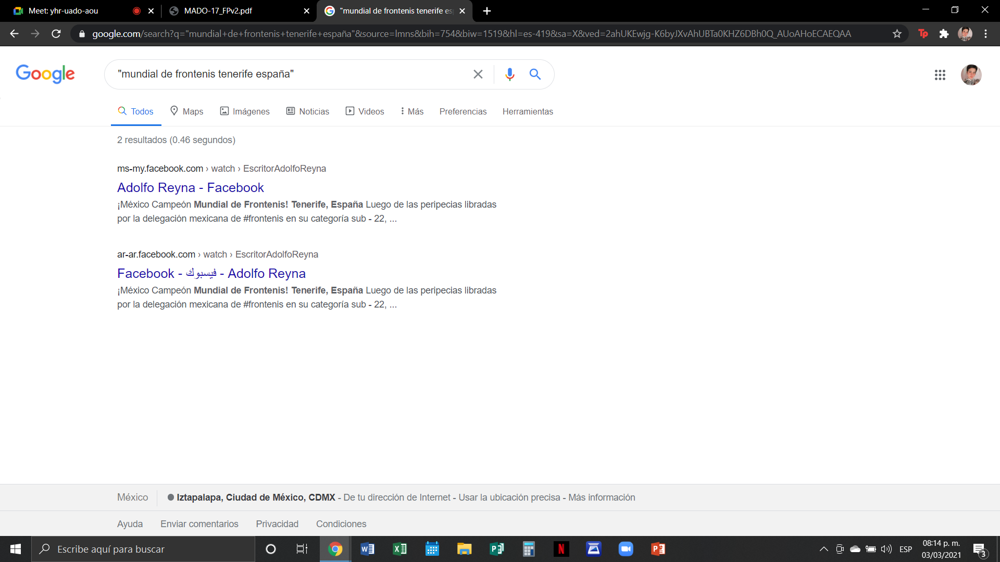 Meet: yhr-uado-aou
MADO-17_FPv2.pdf
"mundial de frontenis tenerife es
google.com/search?q="mundial+de+frontenis+tenerife+españa"&source=lmns&bih=754&biw=1519&hl=es-419&sa=X&ved=2ahUKEwjg-K6byJXvAhUBTa0KHZ6DBh0Q_AUoAHoECAEQAA
Google
"mundial de frontenis tenerife españa"
Todos Maps Imágenes Noticias Videos Más Preferencias Herramientas
2 resultados (0.46 segundos)
ms-my.facebook.com › watch › EscritorAdolfoReyna
Adolfo Reyna - Facebook
¡México Campeón Mundial de Frontenis! Tenerife, España Luego de las peripecias libradas
por la delegación mexicana de #frontenis en su categoría sub - 22, ...
ar-ar.facebook.com › watch › EscritorAdolfoReyna
Facebook - فيسبوك - Adolfo Reyna
¡México Campeón Mundial de Frontenis! Tenerife, España Luego de las peripecias libradas
por la delegación mexicana de #frontenis en su categoría sub - 22, ...
México
Iztapalapa, Ciudad de México, CDMX - De tu dirección de Internet - Usar la ubicación precisa - Más información
Ayuda Enviar comentarios Privacidad Condiciones
Escribe aquí para buscar
ESP
08:14 p. m.
03/03/2021
3